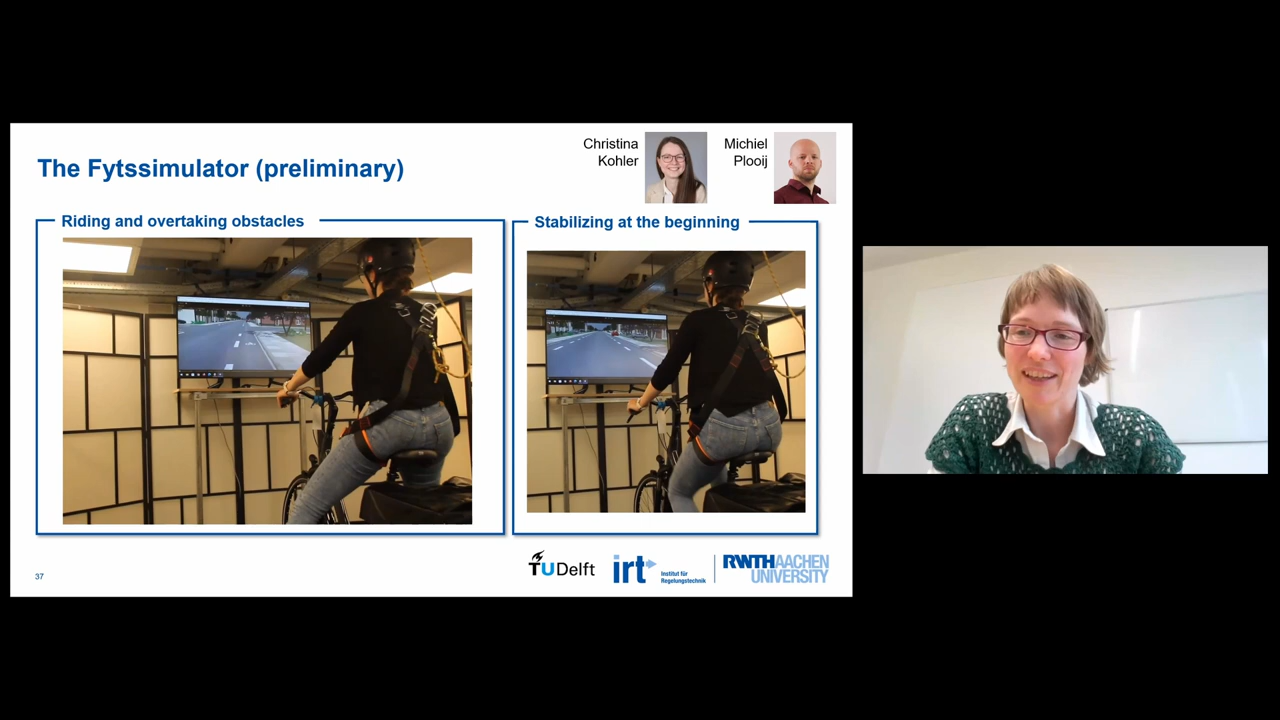 The Fytssimulator (preliminary)
Christina
Kohler
Michiel
Plooij
Riding and overtaking obstacles
Stabilizing at the beginning
37
TUDelft
irt
Institut für
Regelungstechnik
RWTHAACHEN
UNIVERSITY